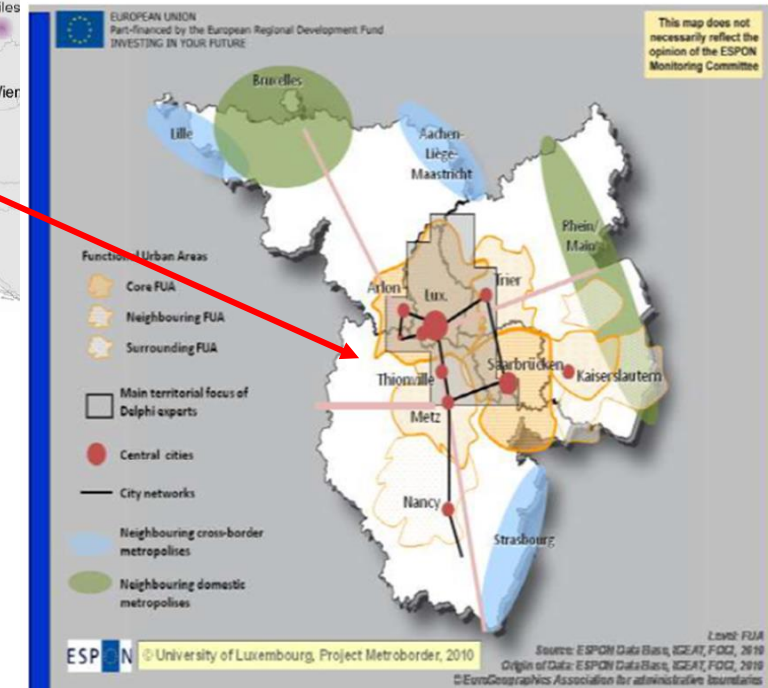 iles
EUROPEAN UNION
Part-financed by the European Regional Development Fund
INVESTING IN YOUR FUTURE
This map does not
necessarily reflect the
opinion of the ESPON
Monitoring Committee
Bruxelles
Lille
Aachen-
Liège-
Maastricht
Rhein/
Main
Functional Urban Areas
Core FUA
Neighbouring FUA
Surrounding FUA
Arlon
Lux.
Trier
Thionville
Saarbrücken
Kaiserslautern
Metz
Main territorial focus of
Delphi experts
Central cities
City networks
Nancy
Neighbouring cross-border
metropolises
Strasbourg
Neighbouring domestic
metropolises
ESPON
© University of Luxembourg, Project Metroborder, 2010
Level: FUA
Source: ESPON Data Base, IGEAT, FOCI, 2010
Origin of Data: ESPON Data Base, IGEAT, FOCI, 2010
©EuroGeographics Association for administrative boundaries